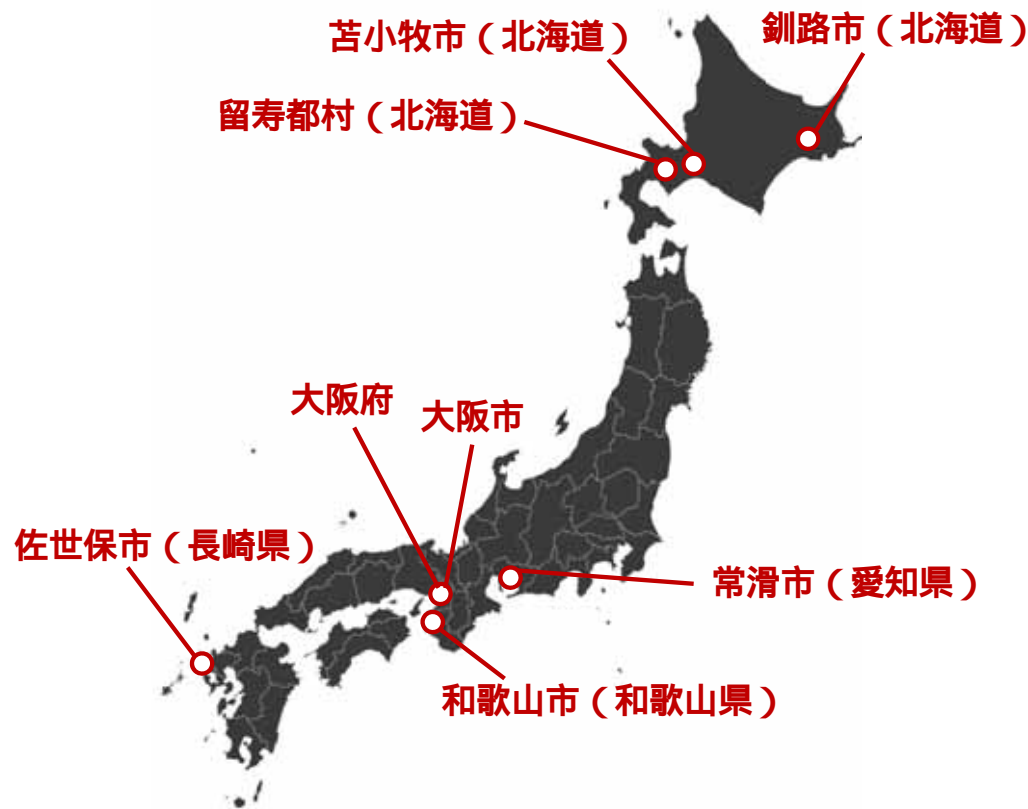 苫小牧市（北海道）
釧路市（北海道）
留寿都村（北海道）
大阪府
大阪市
佐世保市（長崎県）
常滑市（愛知県）
和歌山市（和歌山県）